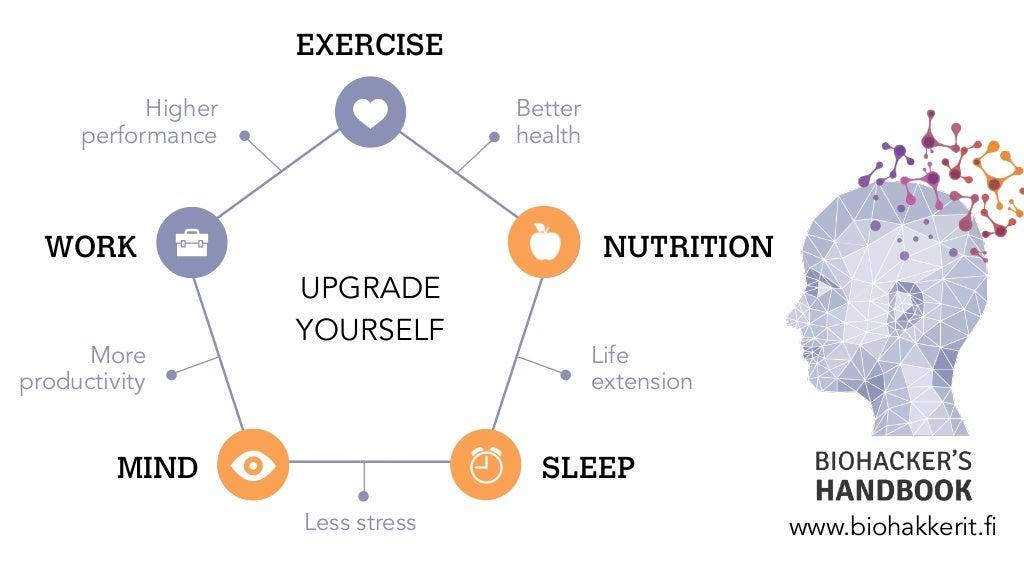 EXERCISE
Higher
performance
Better
health
WORK
NUTRITION
UPGRADE
YOURSELF
More
productivity
Life
extension
MIND
SLEEP
Less stress
BIOHACKER'S
HANDBOOK
www.biohakkerit.fi